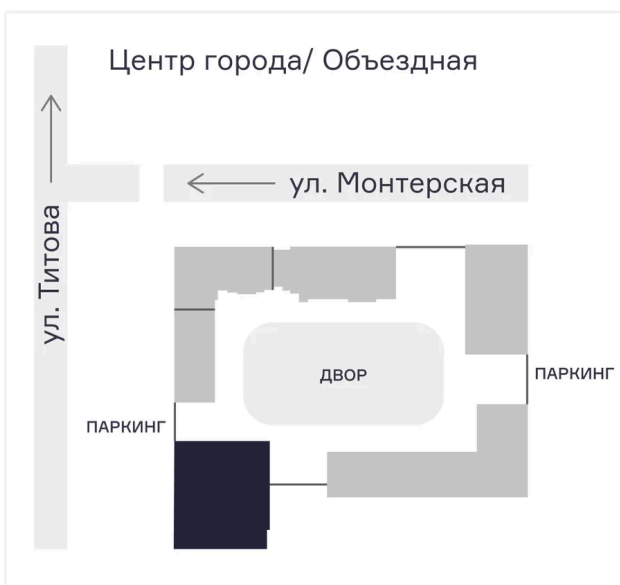 Центр города/ Объездная
ул. Монтерская
ул. Титова
ДВОР
ПАРКИНГ
ПАРКИНГ